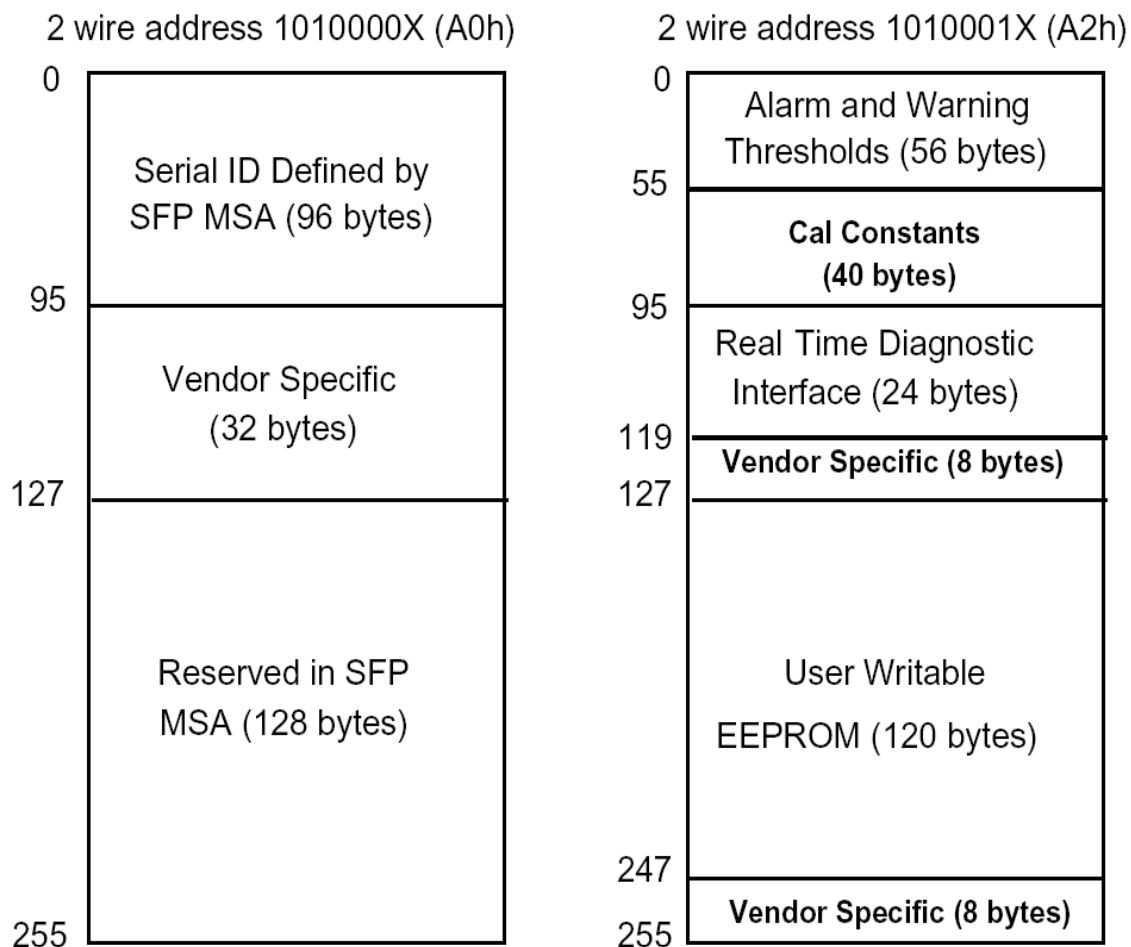 2 wire address 1010000X (A0h)
0
Serial ID Defined by
SFP MSA (96 bytes)
95
Vendor Specific
(32 bytes)
127
Reserved in SFP
MSA (128 bytes)
255
2 wire address 1010001X (A2h)
0
Alarm and Warning
Thresholds (56 bytes)
55
Cal Constants
(40 bytes)
95
Real Time Diagnostic
Interface (24 bytes)
119
Vendor Specific (8 bytes)
127
User Writable
EEPROM (120 bytes)
247
Vendor Specific (8 bytes)
255